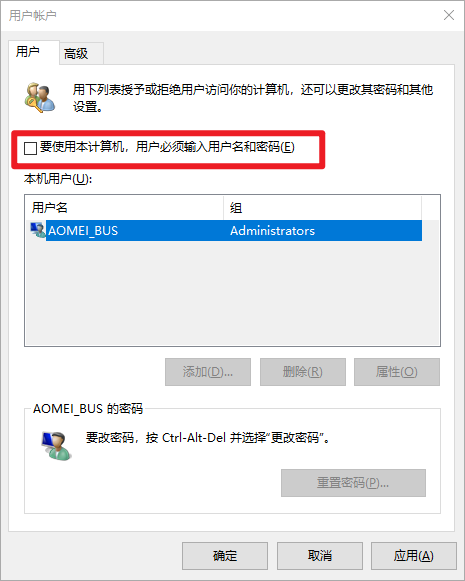 用户帐户
用户
高级
用下列表授予或拒绝用户访问你的计算机，还可以更改其密码和其他
设置。
要使用本计算机，用户必须输入用户名和密码(E)
本机用户(U):
用户名 组
AOMEI_BUS Administrators
添加(D)... 删除(R) 属性(O)
AOMEI_BUS 的密码
要改密码，按 Ctrl-Alt-Del 并选择“更改密码”。
重置密码(P)...
确定 取消 应用(A)